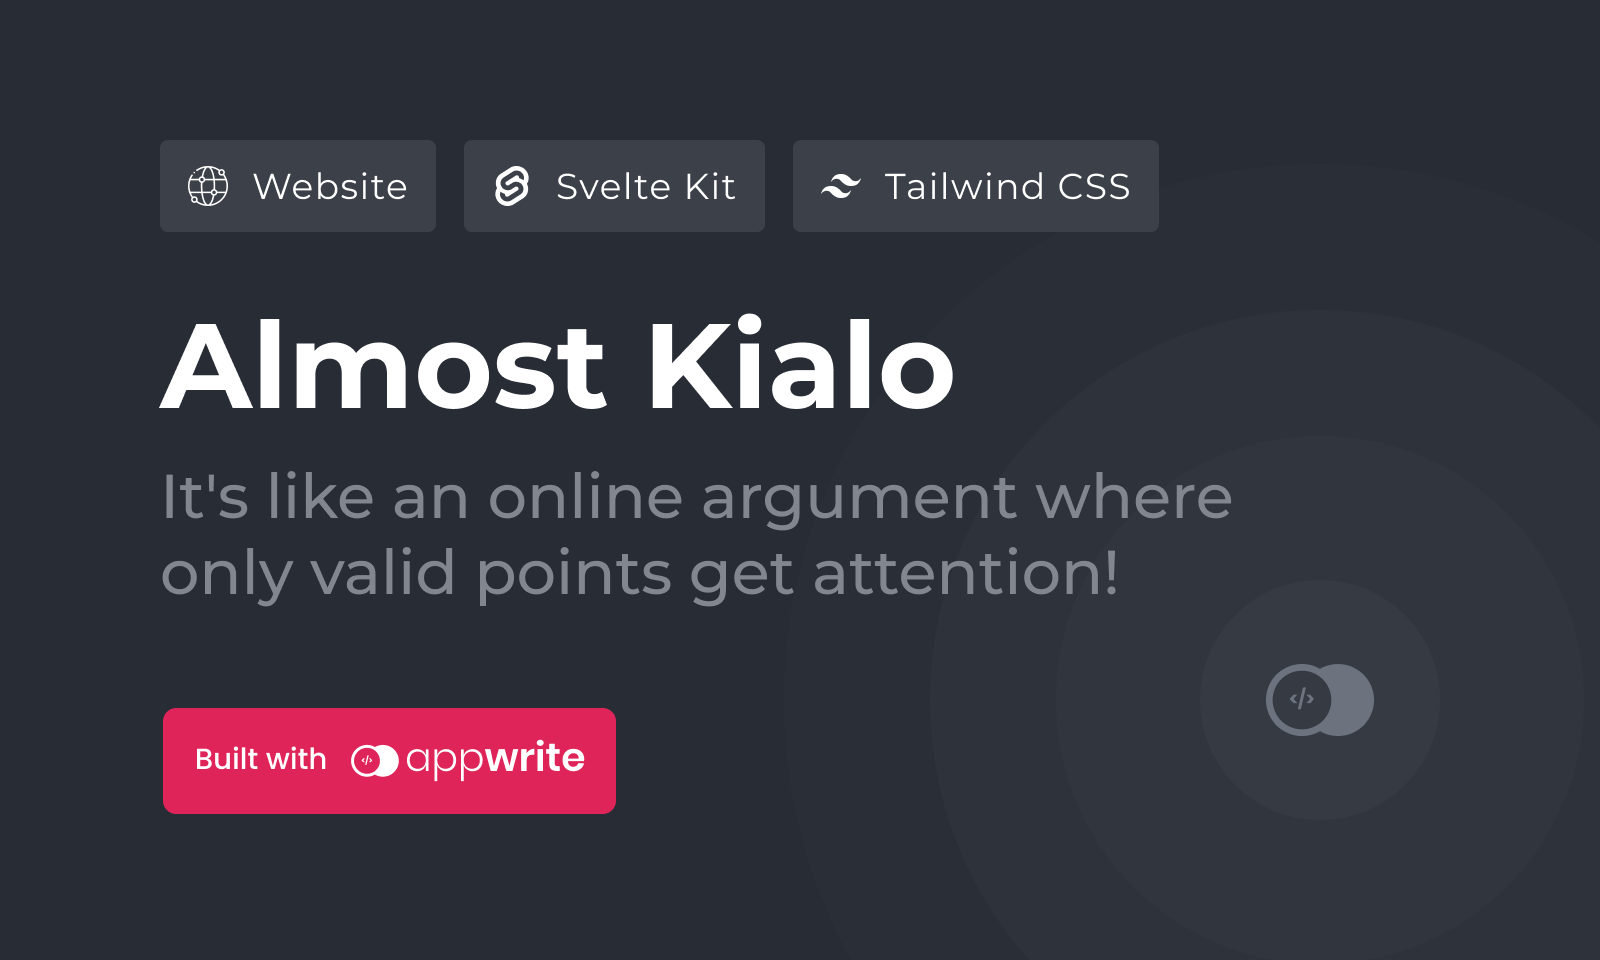 Website
Svelte Kit
Tailwind CSS
Almost Kialo
It's like an online argument where
only valid points get attention!
Built with appwrite